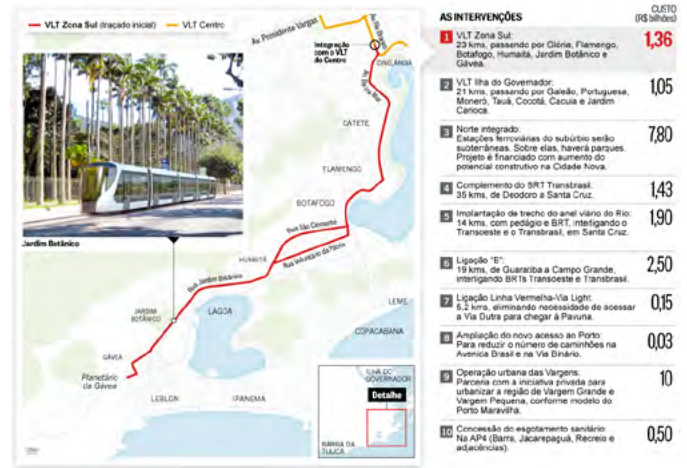 VLT Zona Sul (traçado inicial)
VLT Centro
Av. Presidente Vargas
Av. Rio Branco
Integração
com o VLT
do Centro
CINELÂNDIA
Av. Beira Mar
CATETE
FLAMENGO
BOTAFOGO
Rua São Clemente
Rua Voluntário da Pátria
HUMAITÁ
Rua Jardim Botânico
Jardim Botânico
JARDIM
BOTÂNICO
LAGOA
LEME
COPACABANA
GÁVEA
Planetário
da Gávea
LEBLON
IPANEMA
ILHA DO
GOVERNADOR
Detalhe
BARRA DA
TIJUCA
AS INTERVENÇÕES
CUSTO
(R$ bilhões)
1 VLT Zona Sul: 1,36
23 kms, passando por Glória, Flamengo,
Botafogo, Humaitá, Jardim Botânico e
Gávea.
2 VLT Ilha do Governador: 1,05
21 kms, passando por Galeão, Portuguesa,
Moneró, Tauá, Cocotá, Cacuia e Jardim
Carioca.
3 Norte integrado: 7,80
Estações ferroviárias do subúrbio serão
subterrâneas. Sobre elas, haverá parques.
Projeto é financiado com aumento do
potencial construtivo na Cidade Nova.
4 Complemento do BRT Transbrasil: 1,43
35 kms, de Deodoro a Santa Cruz.
5 Implantação de trecho do anel viário do Rio: 1,90
14 kms, com pedágio e BRT, interligando o
Transoeste e o Transbrasil, em Santa Cruz.
6 Ligação "B": 2,50
19 kms, de Guaratiba a Campo Grande,
interligando BRTs Transoeste e Transbrasil.
7 Ligação Linha Vermelha-Via Light: 0,15
5,2 kms, eliminando necessidade de acessar
a Via Dutra para chegar à Pavuna.
8 Ampliação do novo acesso ao Porto: 0,03
Para reduzir o número de caminhões na
Avenica Brasil e na Via Binário.
9 Operação urbana das Vargens: 10
Parceria com a iniciativa privada para
urbanizar a região de Vargem Grande e
Vargem Pequena, conforme modelo do
Porto Maravilha.
10 Concessão do esgotamento sanitário: 0,50
Na AP4 (Barra, Jacarepaguá, Recreio e
adjacências).